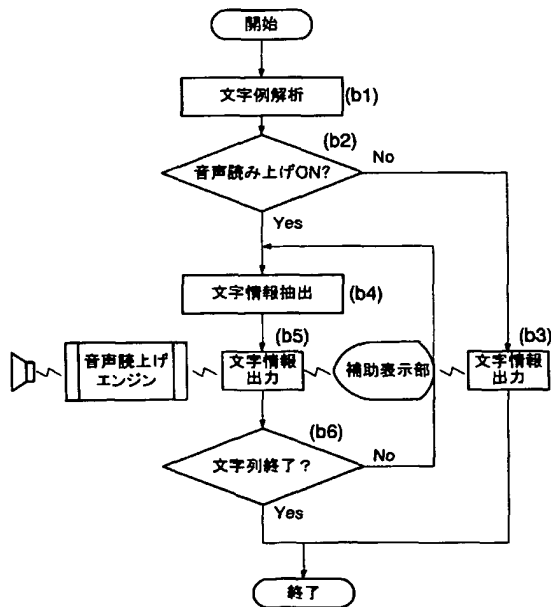 開始
文字例解析
(b1)
(b2)
音声読み上げON?
No
Yes
文字情報抽出
(b4)
(b5)
(b3)
音声読上げ
エンジン
文字情報
出力
補助表示部
文字情報
出力
(b6)
文字列終了？
No
Yes
終了